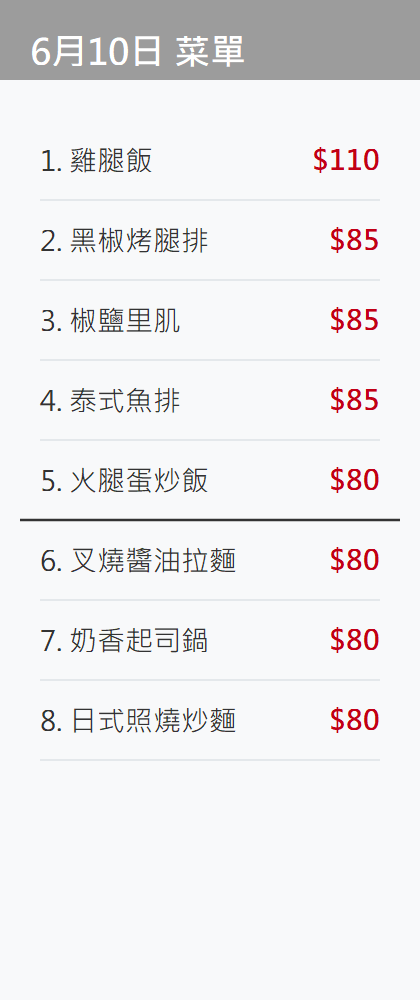 6月10日 菜單
1. 雞腿飯 $110
2. 黑椒烤腿排 $85
3. 椒鹽里肌 $85
4. 泰式魚排 $85
5. 火腿蛋炒飯 $80
6. 叉燒醬油拉麵 $80
7. 奶香起司鍋 $80
8. 日式照燒炒麵 $80